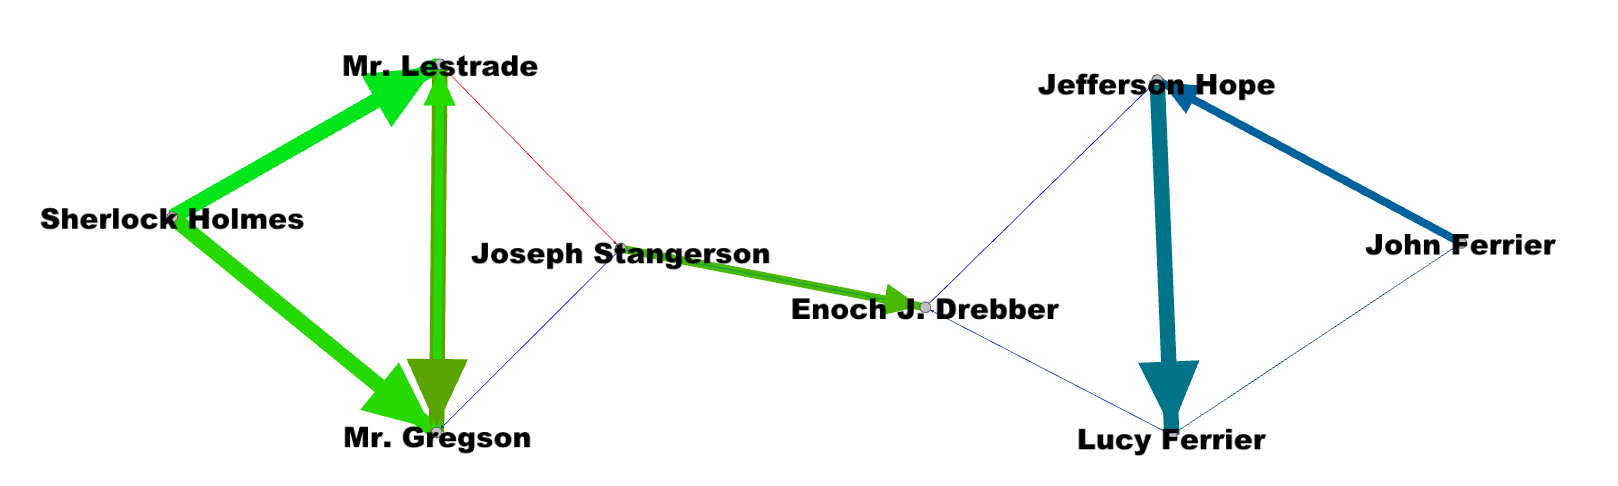 Mr. Lestrade
Jefferson Hope
Sherlock Holmes
John Ferrier
Joseph Stangerson
Enoch J. Drebber
Mr. Gregson
Lucy Ferrier